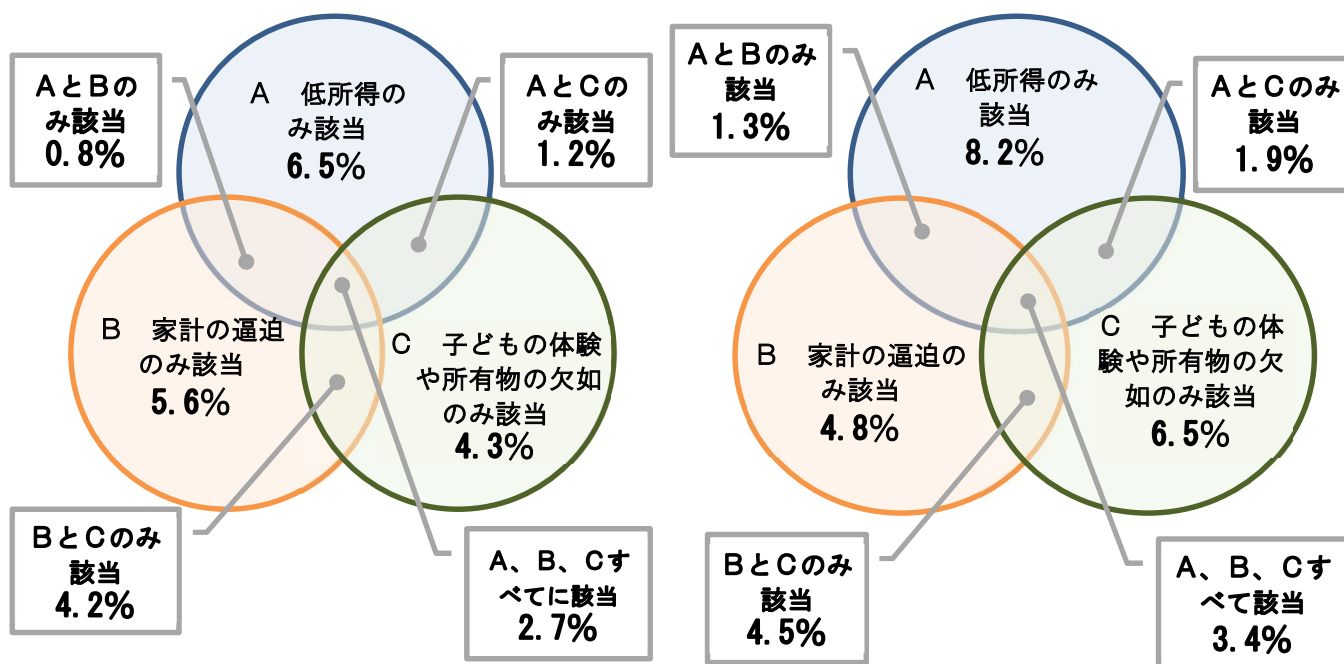 AとBの
み該当
0.8%
A 低所得の
み該当
6.5%
AとCの
み該当
1.2%
B 家計の逼迫
のみ該当
5.6%
C 子どもの体験
や所有物の欠如
のみ該当
4.3%
BとCのみ
該当
4.2%
A、B、Cす
べてに該当
2.7%
AとBのみ
該当
1.3%
A 低所得のみ
該当
8.2%
AとCのみ
該当
1.9%
B 家計の逼迫の
み該当
4.8%
C 子どもの体
験や所有物の欠
如のみ該当
6.5%
BとCのみ
該当
4.5%
A、B、Cす
べて該当
3.4%